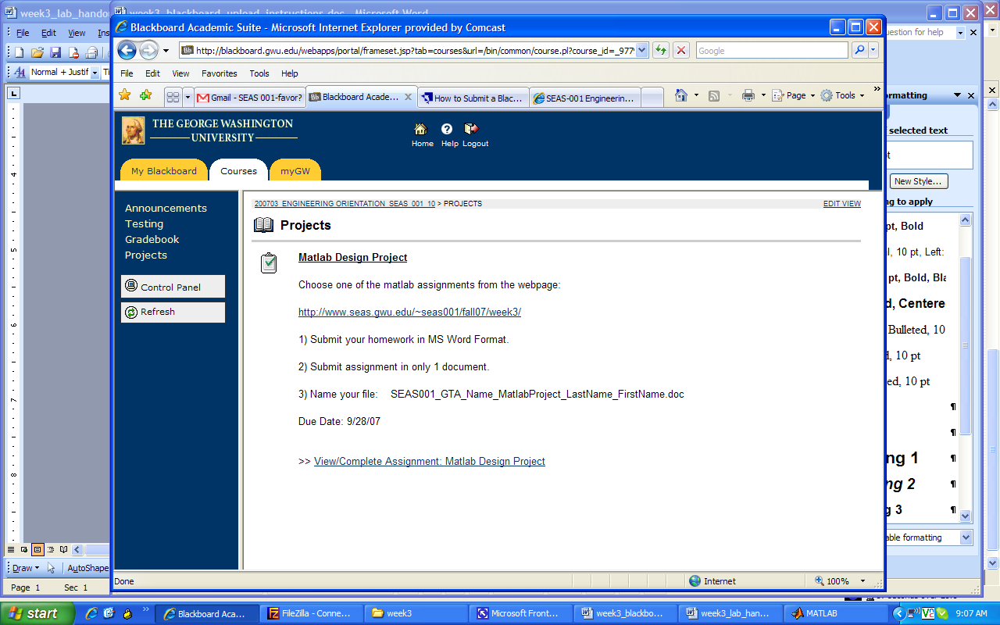 week3_lab_hando
week3_blackboard_upload_instructions.doc - Microsoft Word
Blackboard Academic Suite - Microsoft Internet Explorer provided by Comcast
File Edit View Ins
uestion for help
http://blackboard.gwu.edu/webapps/portal/frameset.jsp?tab=courses&url=/bin/common/course.pl?course_id=_977
Google
File Edit View Favorites Tools Help
Normal + Justif
Gmail - SEAS 001-favor?
Blackboard Acade...
How to Submit a Blac...
SEAS-001 Engineerin...
Page Tools
THE GEORGE WASHINGTON
UNIVERSITY
Home Help Logout
My Blackboard Courses myGW
Announcements
Testing
Gradebook
Projects
Control Panel
Refresh
200703_ENGINEERING ORIENTATION_SEAS_001_10 > PROJECTS
EDIT VIEW
Projects
Matlab Design Project
Choose one of the matlab assignments from the webpage:
http://www.seas.gwu.edu/~seas001/fall07/week3/
1) Submit your homework in MS Word Format.
2) Submit assignment in only 1 document.
3) Name your file: SEAS001_GTA_Name_MatlabProject_LastName_FirstName.doc
Due Date: 9/28/07
>> View/Complete Assignment: Matlab Design Project
rmatting
selected text
pt
New Style...
ng to apply
pt, Bold
l, 10 pt, Left:
pt, Bold, Bla
d, Centere
Bulleted, 10
d, 10 pt
ed, 10 pt
ng 1
ng 2
g 3
able formatting
4
5
6
7
8
Draw AutoShape
Page 1 Sec 1
Done
Internet
100%
start
Blackboard Aca...
FileZilla - Conne...
week3
Microsoft Front...
week3_blackbo...
week3_lab_han...
MATLAB
9:07 AM